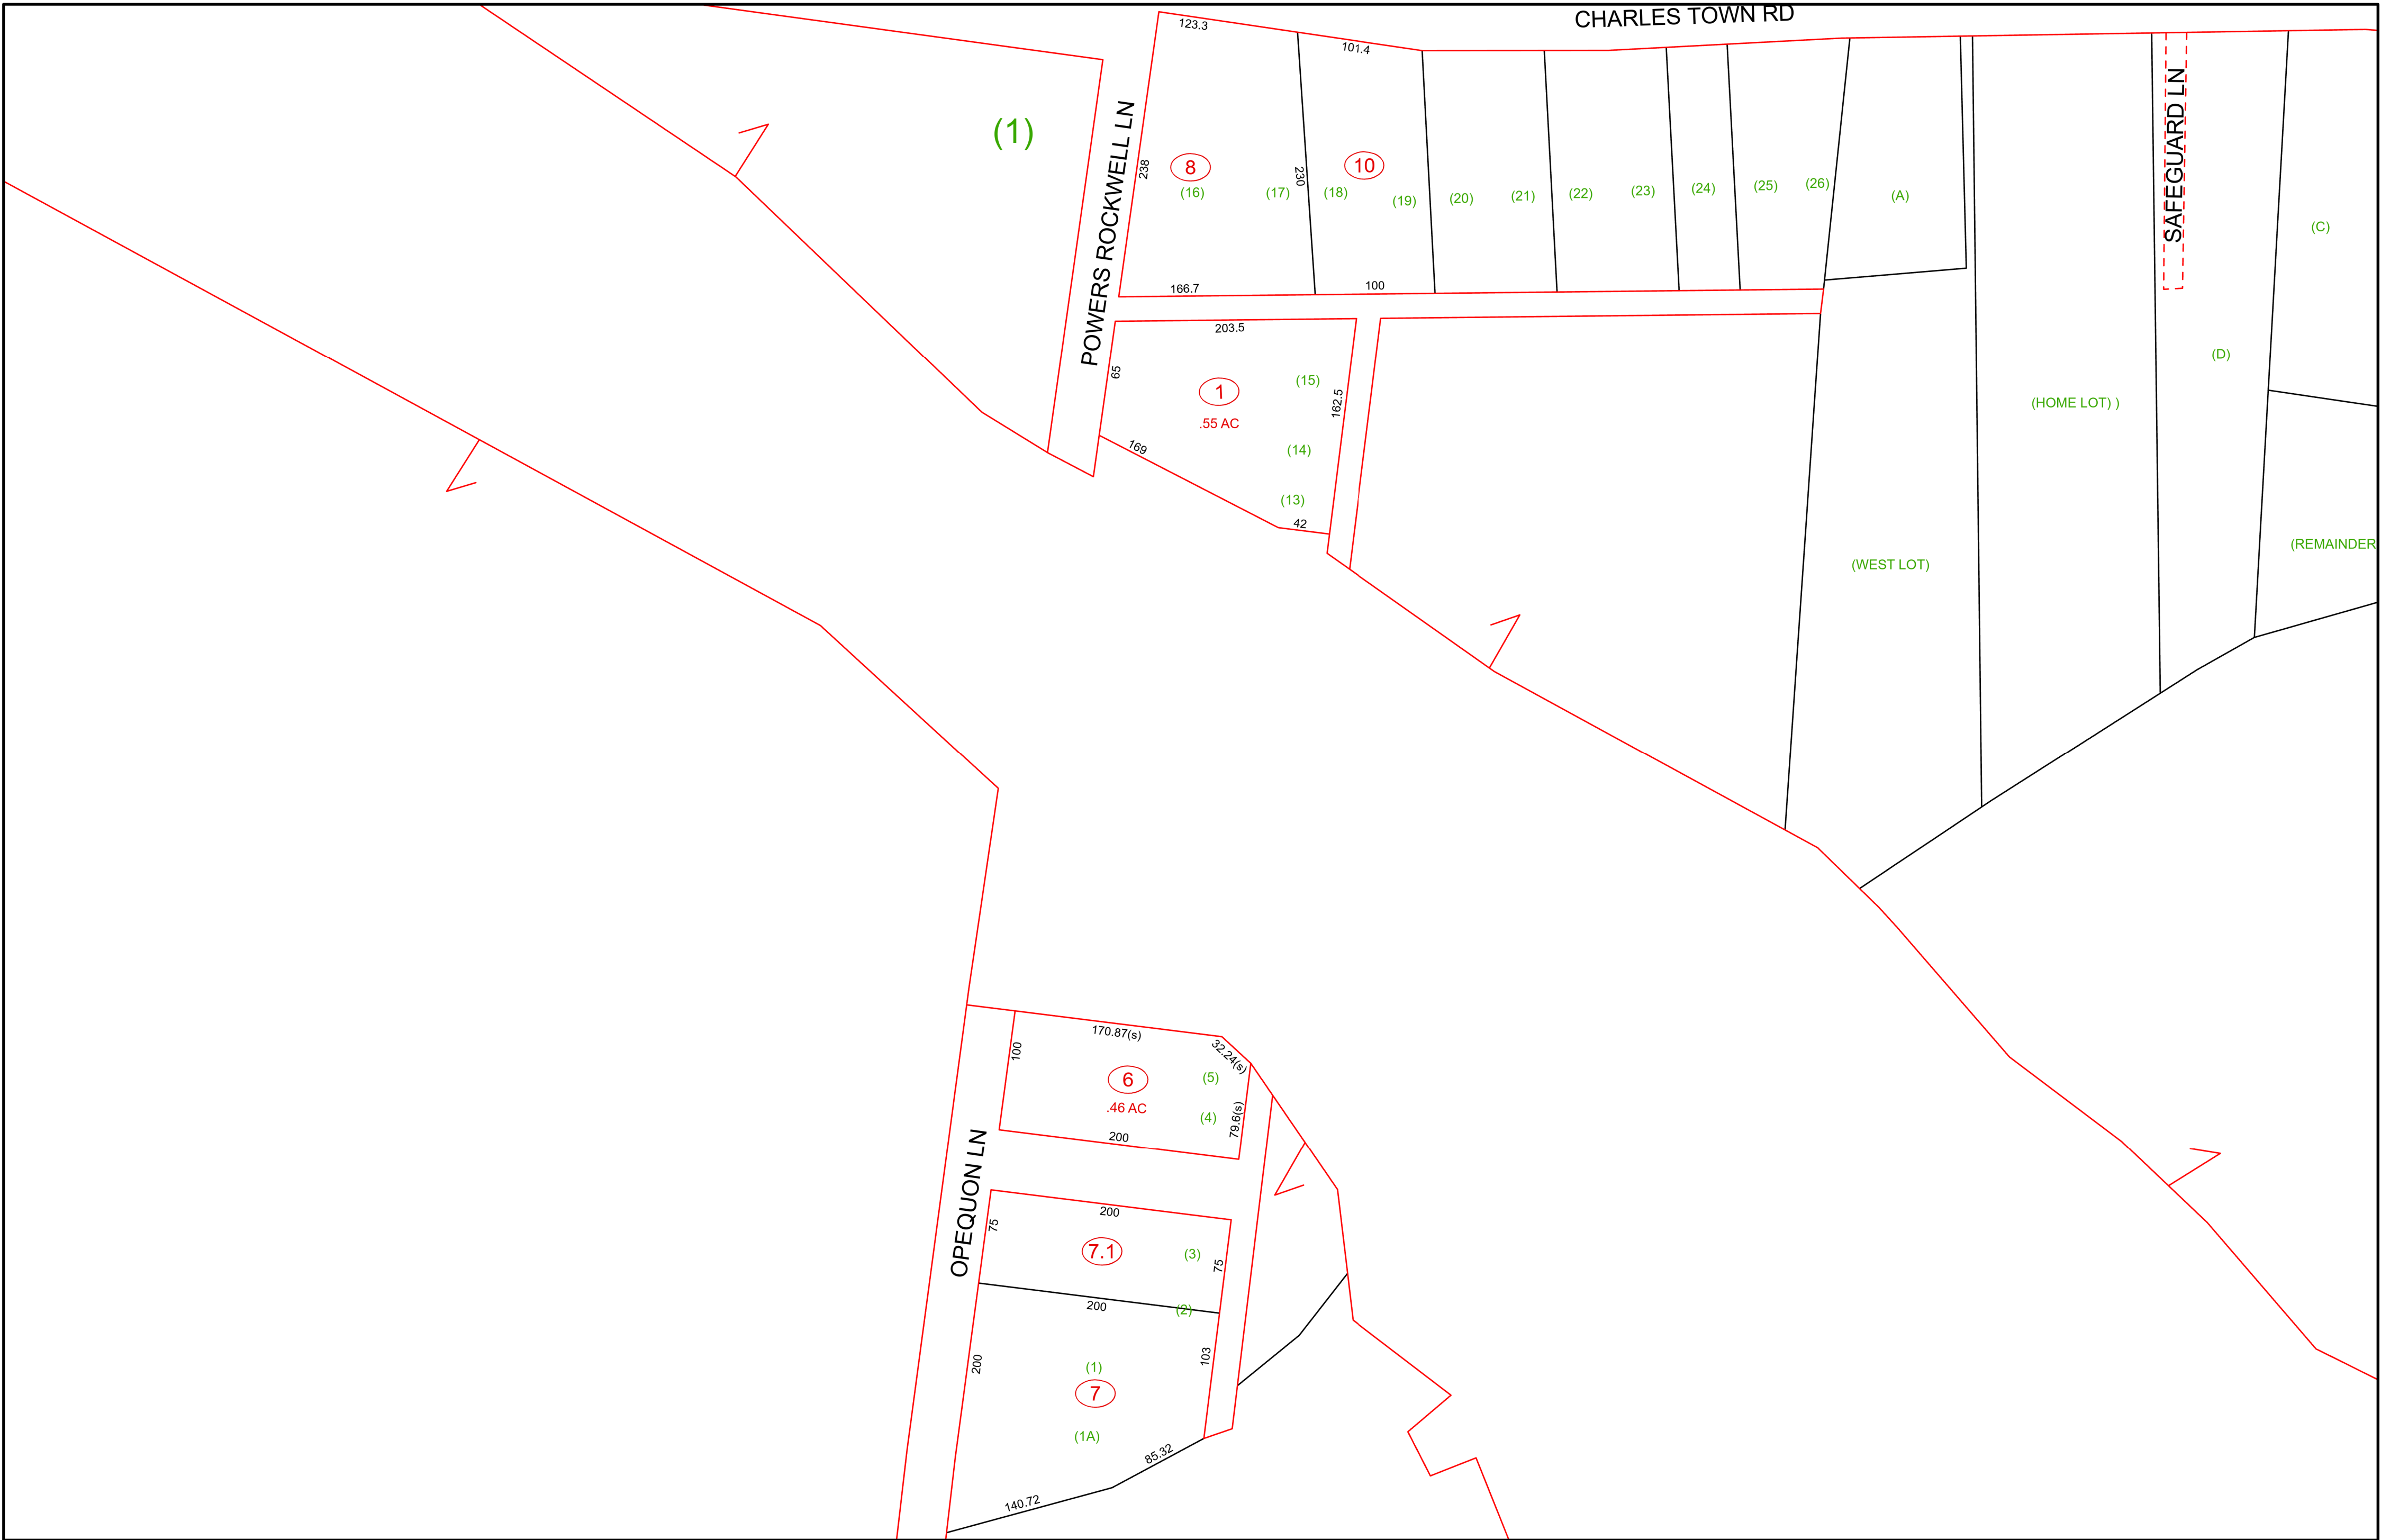 CHARLES TOWN RD
123.3
101.4
(1)
POWERS ROCKWELL LN
238
8
(16)
(17)
230
10
(18)
(19)
(20)
(21)
(22)
(23)
(24)
(25)
(26)
(A)
SAFEGUARD LN
(C)
166.7
100
203.5
65
1
.55 AC
(15)
162.5
(14)
169
(13)
42
(D)
(HOME LOT) )
(WEST LOT)
(REMAINDER
170.87(s)
32.24(s)
100
6
.46 AC
(5)
(4)
79.6(s)
200
OPEQUON LN
200
75
7.1
(3)
75
200
(2)
200
103
(1)
7
(1A)
85.32
140.72